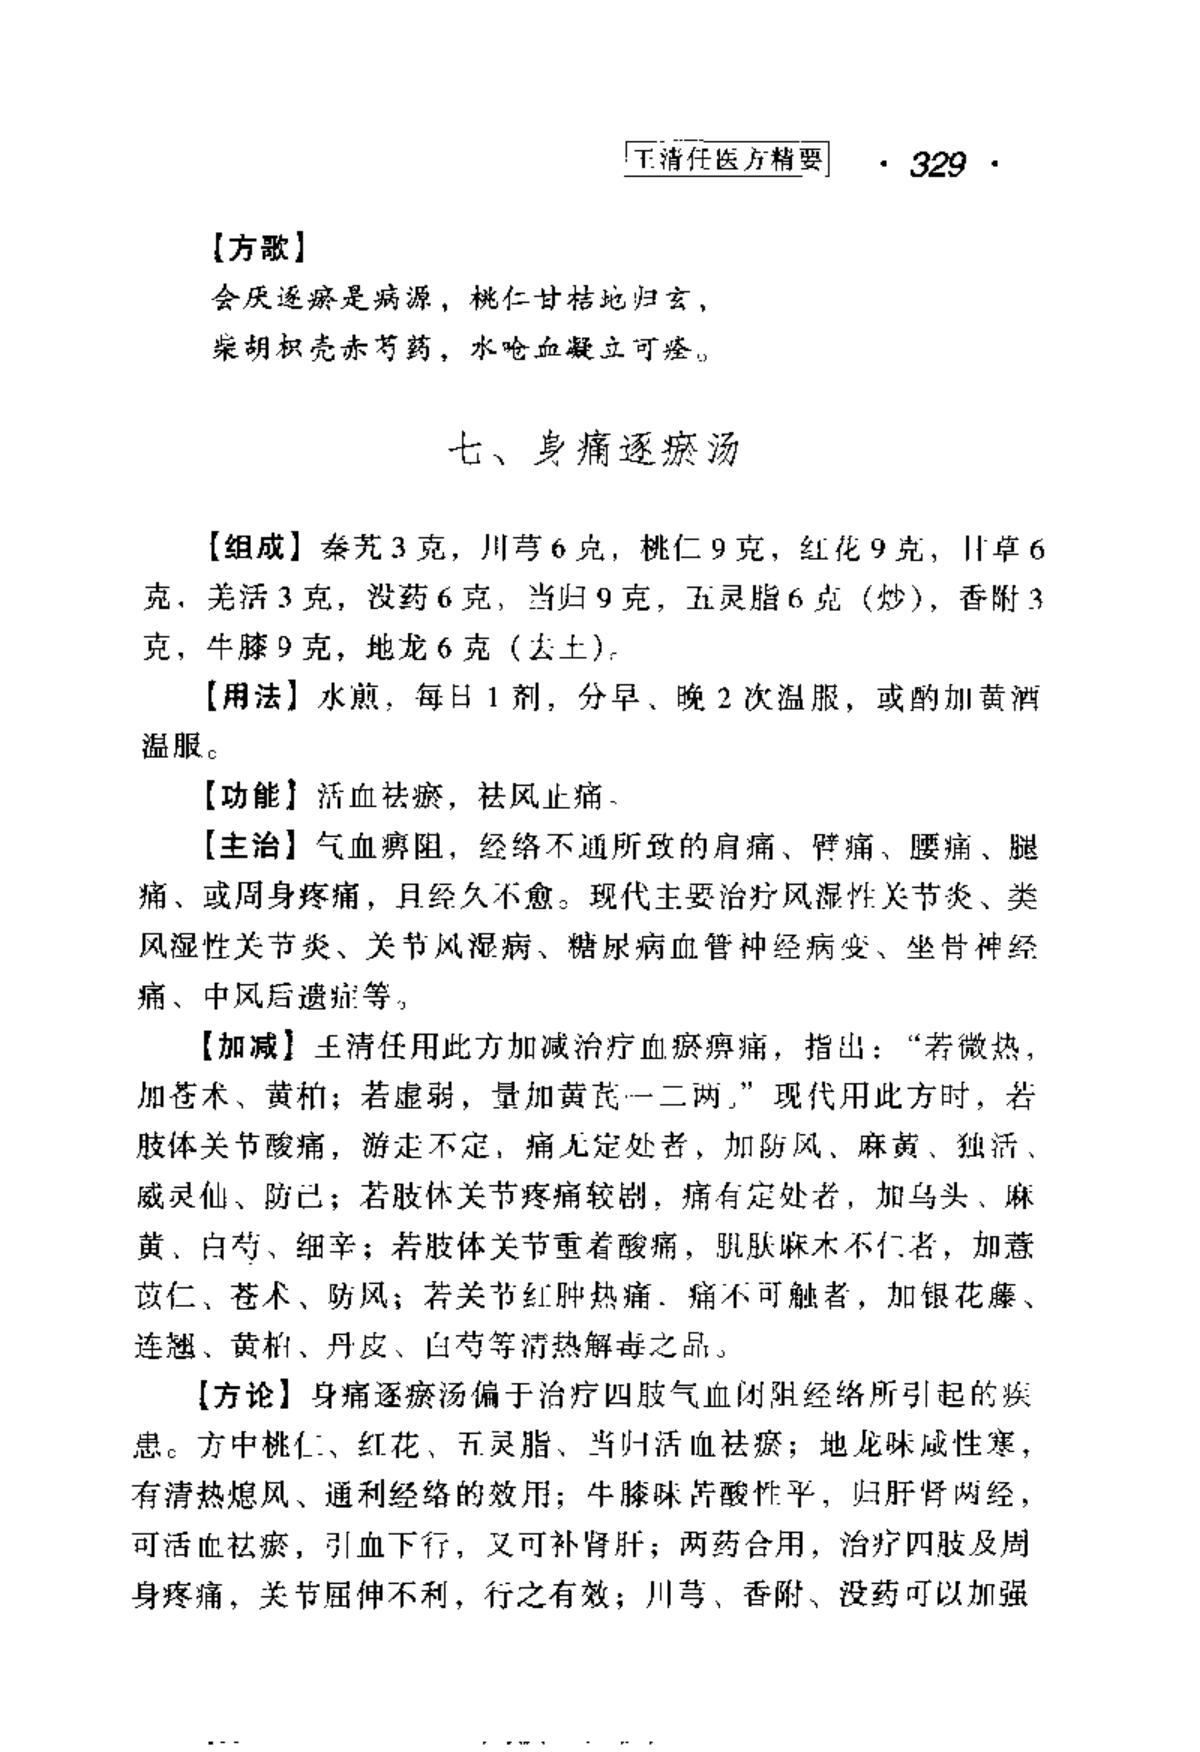 王清任医方精要 · 329 ·
【方歌】
会厌逐瘀是病源，桃仁甘桔地归玄，
柴胡枳壳赤芍药，水呛血凝立可痊。
七、身痛逐瘀汤
【组成】秦艽3克，川芎6克，桃仁9克，红花9克，甘草6
克，羌活3克，没药6克，当归9克，五灵脂6克（炒），香附3
克，牛膝9克，地龙6克（去土）。
【用法】水煎，每日1剂，分早、晚2次温服，或酌加黄酒
温服。
【功能】活血祛瘀，祛风止痛。
【主治】气血痹阻，经络不通所致的肩痛、臂痛、腰痛、腿
痛、或周身疼痛，且经久不愈。现代主要治疗风湿性关节炎、类
风湿性关节炎、关节风湿病、糖尿病血管神经病变、坐骨神经
痛、中风后遗症等。
【加减】王清任用此方加减治疗血瘀痹痛，指出：“若微热，
加苍术、黄柏；若虚弱，量加黄芪一二两。”现代用此方时，若
肢体关节酸痛，游走不定，痛无定处者，加防风、麻黄、独活、
威灵仙、防己；若肢体关节疼痛较剧，痛有定处者，加乌头、麻
黄、白芍、细辛；若肢体关节重着酸痛，肌肤麻木不仁者，加薏
苡仁、苍术、防风；若关节红肿热痛．痛不可触者，加银花藤、
连翘、黄柏、丹皮、白芍等清热解毒之品。
【方论】身痛逐瘀汤偏于治疗四肢气血闭阻经络所引起的疾
患。方中桃仁、红花、五灵脂、当归活血祛瘀；地龙味咸性寒，
有清热熄风、通利经络的效用；牛膝味苦酸性平，归肝肾两经，
可活血祛瘀，引血下行，又可补肾肝；两药合用，治疗四肢及周
身疼痛，关节屈伸不利，行之有效；川芎、香附、没药可以加强